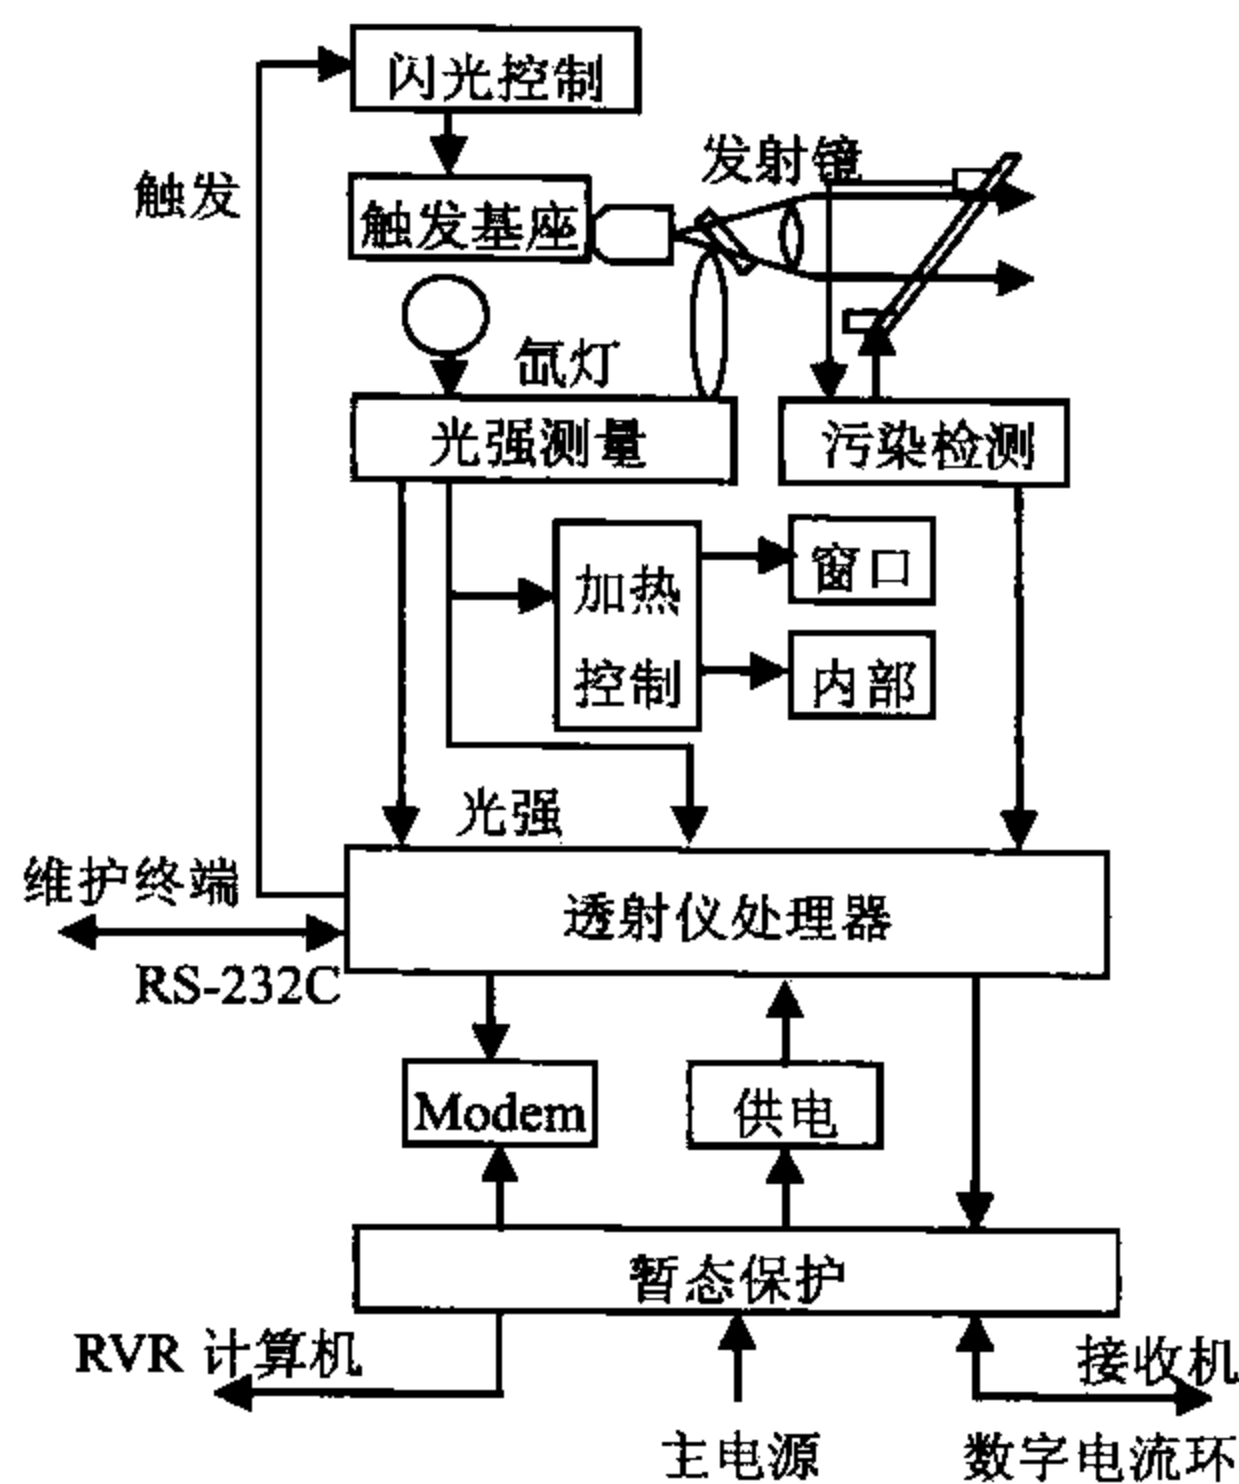 闪光控制
发射镜
触发
触发基座
氙灯
光强测量
污染检测
窗口
加热
控制
内部
光强
维护终端
透射仪处理器
RS-232C
Modem
供电
暂态保护
RVR 计算机
接收机
主电源
数字电流环